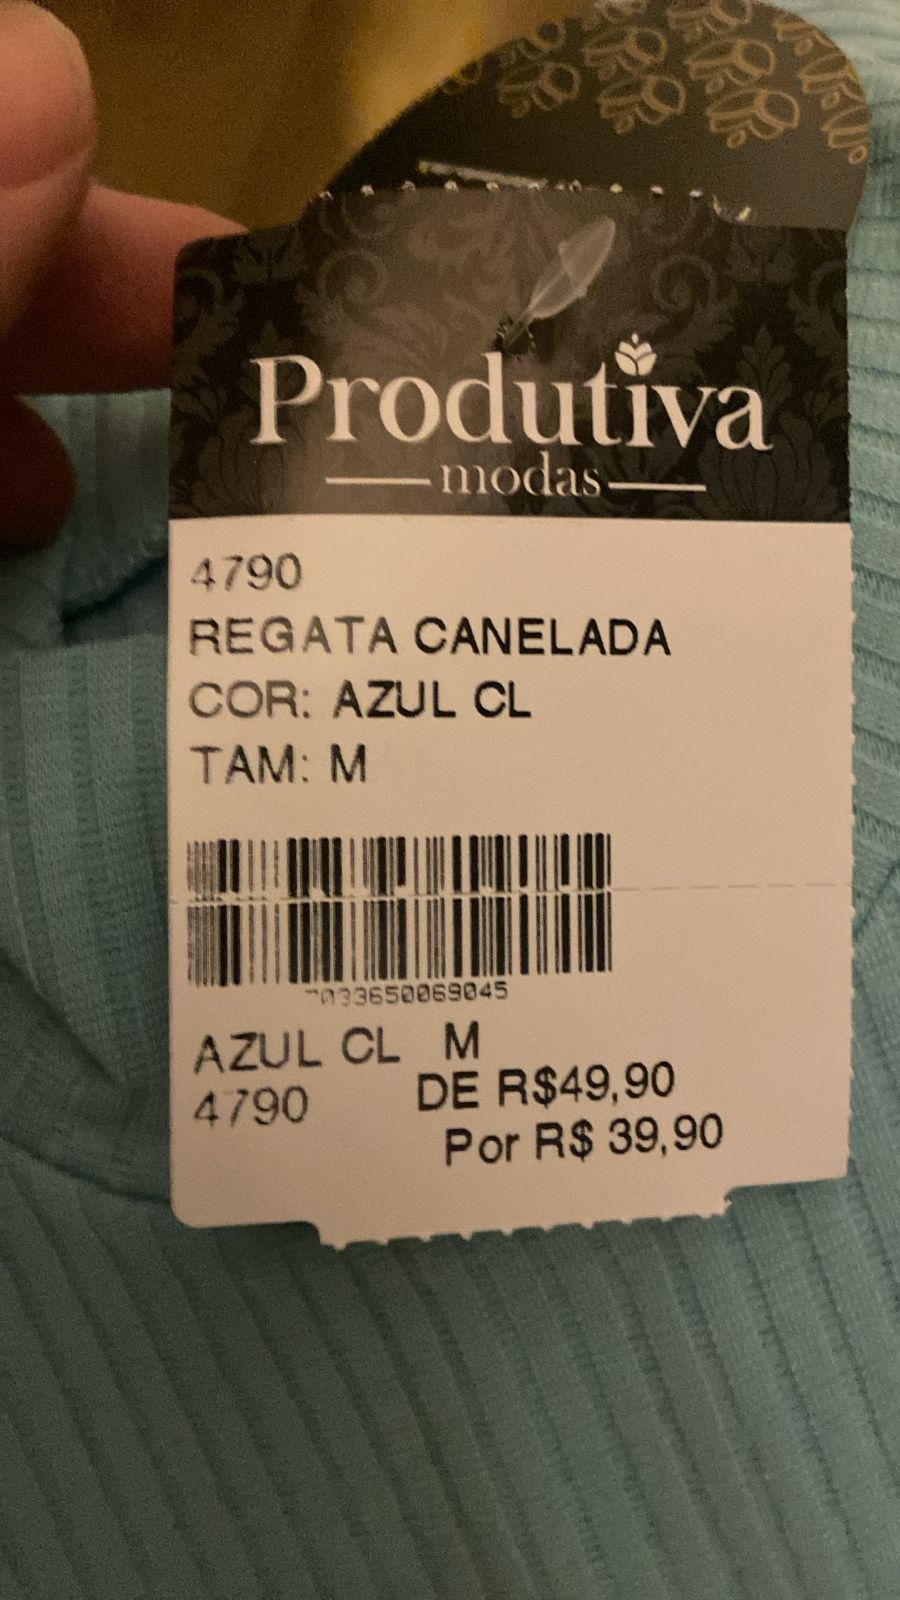 Produtiva
modas
4790
REGATA CANELADA
COR: AZUL CL
TAM: M
7033650069045
AZUL CL M
4790 DE R$49,90
Por R$ 39,90